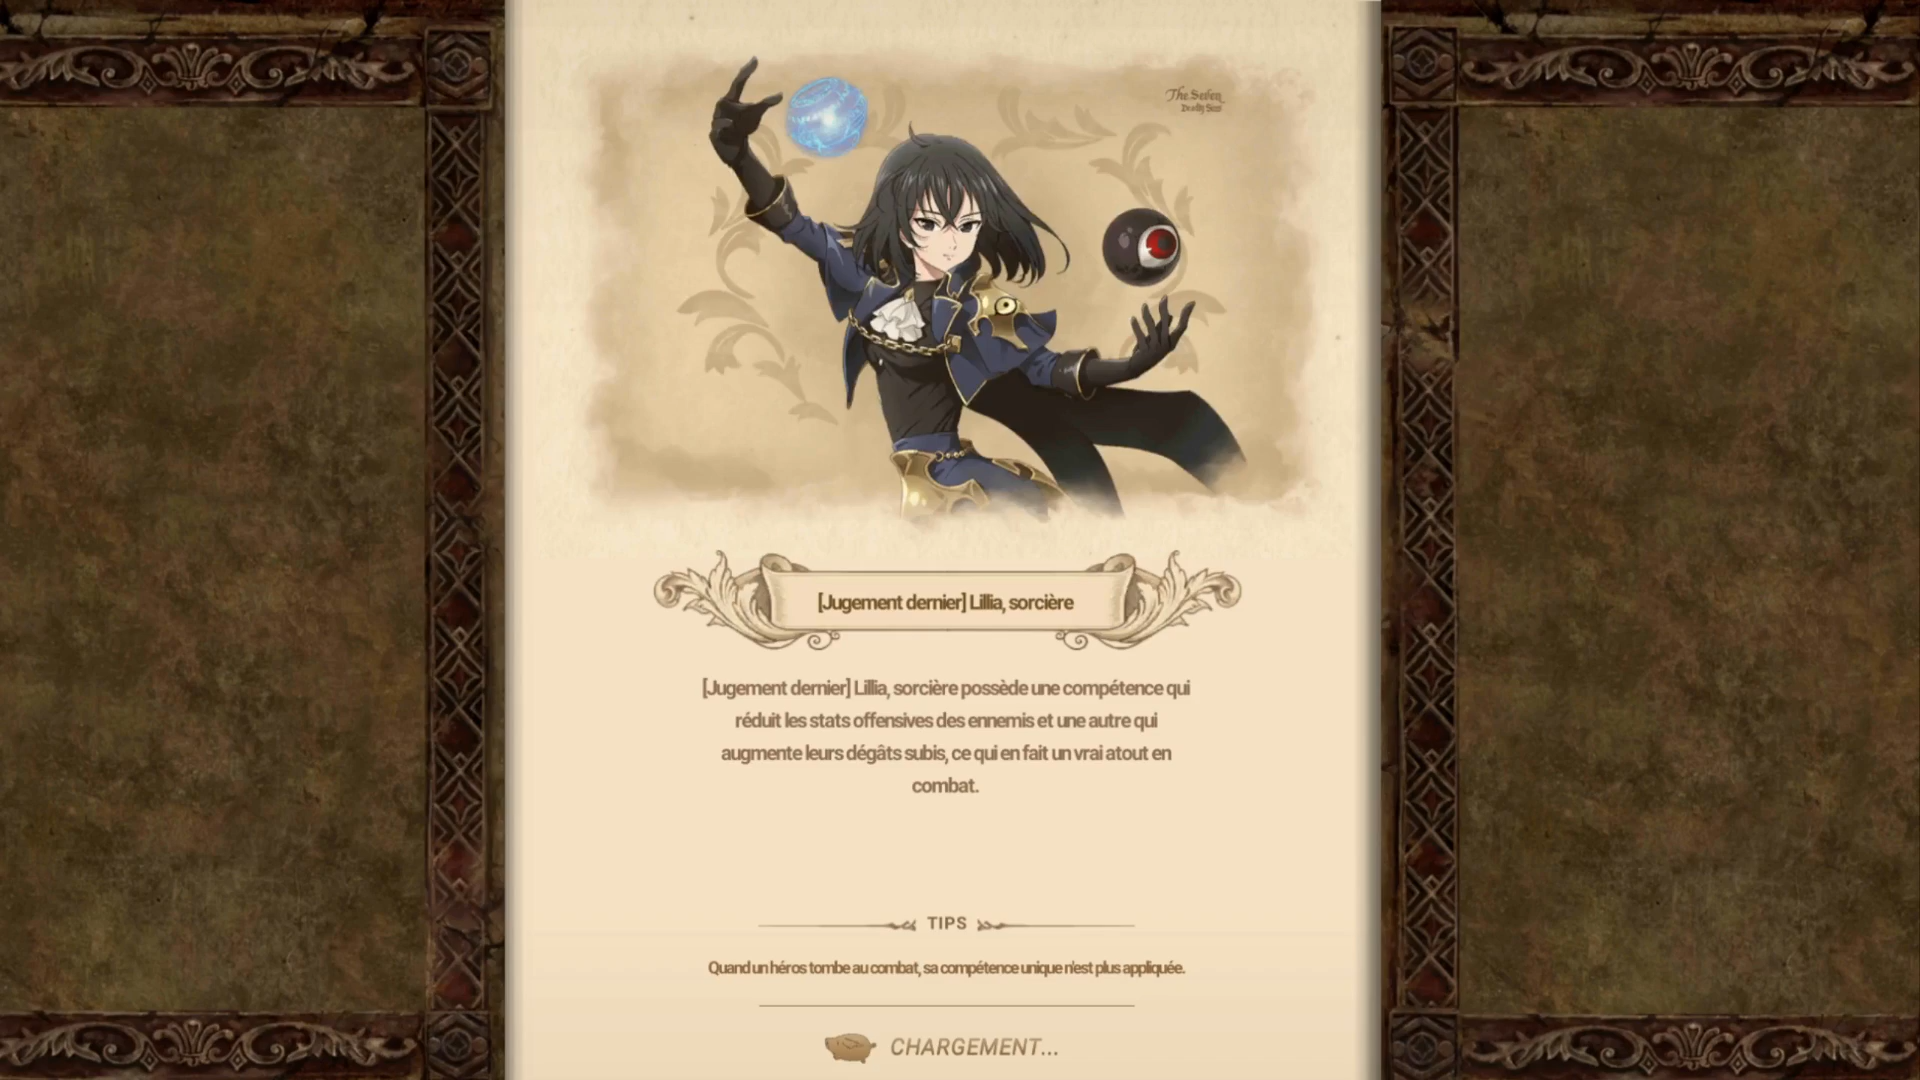 The Seven
Deadly Sins
[Jugement dernier] Lillia, sorcière
[Jugement dernier] Lillia, sorcière possède une compétence qui
réduit les stats offensives des ennemis et une autre qui
augmente leurs dégâts subis, ce qui en fait un vrai atout en
combat.
TIPS
Quand un héros tombe au combat, sa compétence unique n'est plus appliquée.
CHARGEMENT...